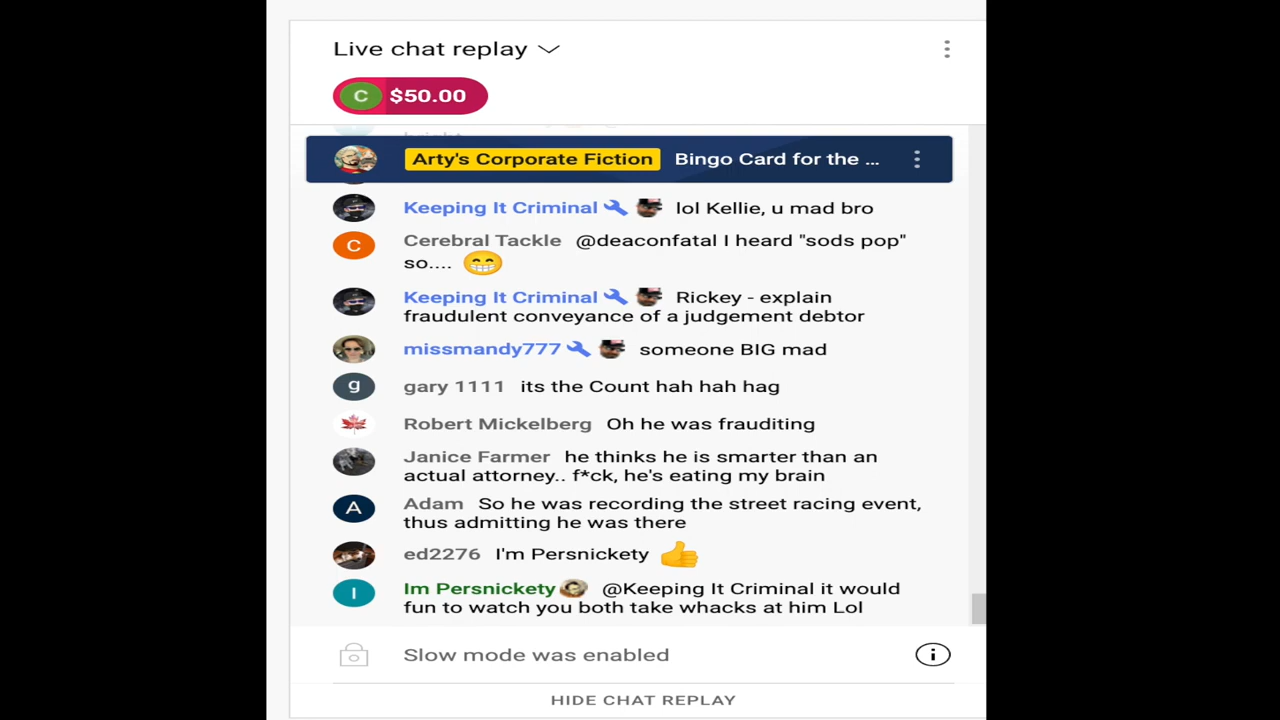 Live chat replay
C $50.00
bright
Arty's Corporate Fiction Bingo Card for the ...
Keeping It Criminal lol Kellie, u mad bro
C Cerebral Tackle @deaconfatal I heard "sods pop"
so....
Keeping It Criminal Rickey - explain
fraudulent conveyance of a judgement debtor
missmandy777 someone BIG mad
g gary 1111 its the Count hah hah hag
Robert Mickelberg Oh he was frauditing
Janice Farmer he thinks he is smarter than an
actual attorney.. f*ck, he's eating my brain
A Adam So he was recording the street racing event,
thus admitting he was there
ed2276 I'm Persnickety
I Im Persnickety @Keeping It Criminal it would
fun to watch you both take whacks at him Lol
Slow mode was enabled
HIDE CHAT REPLAY